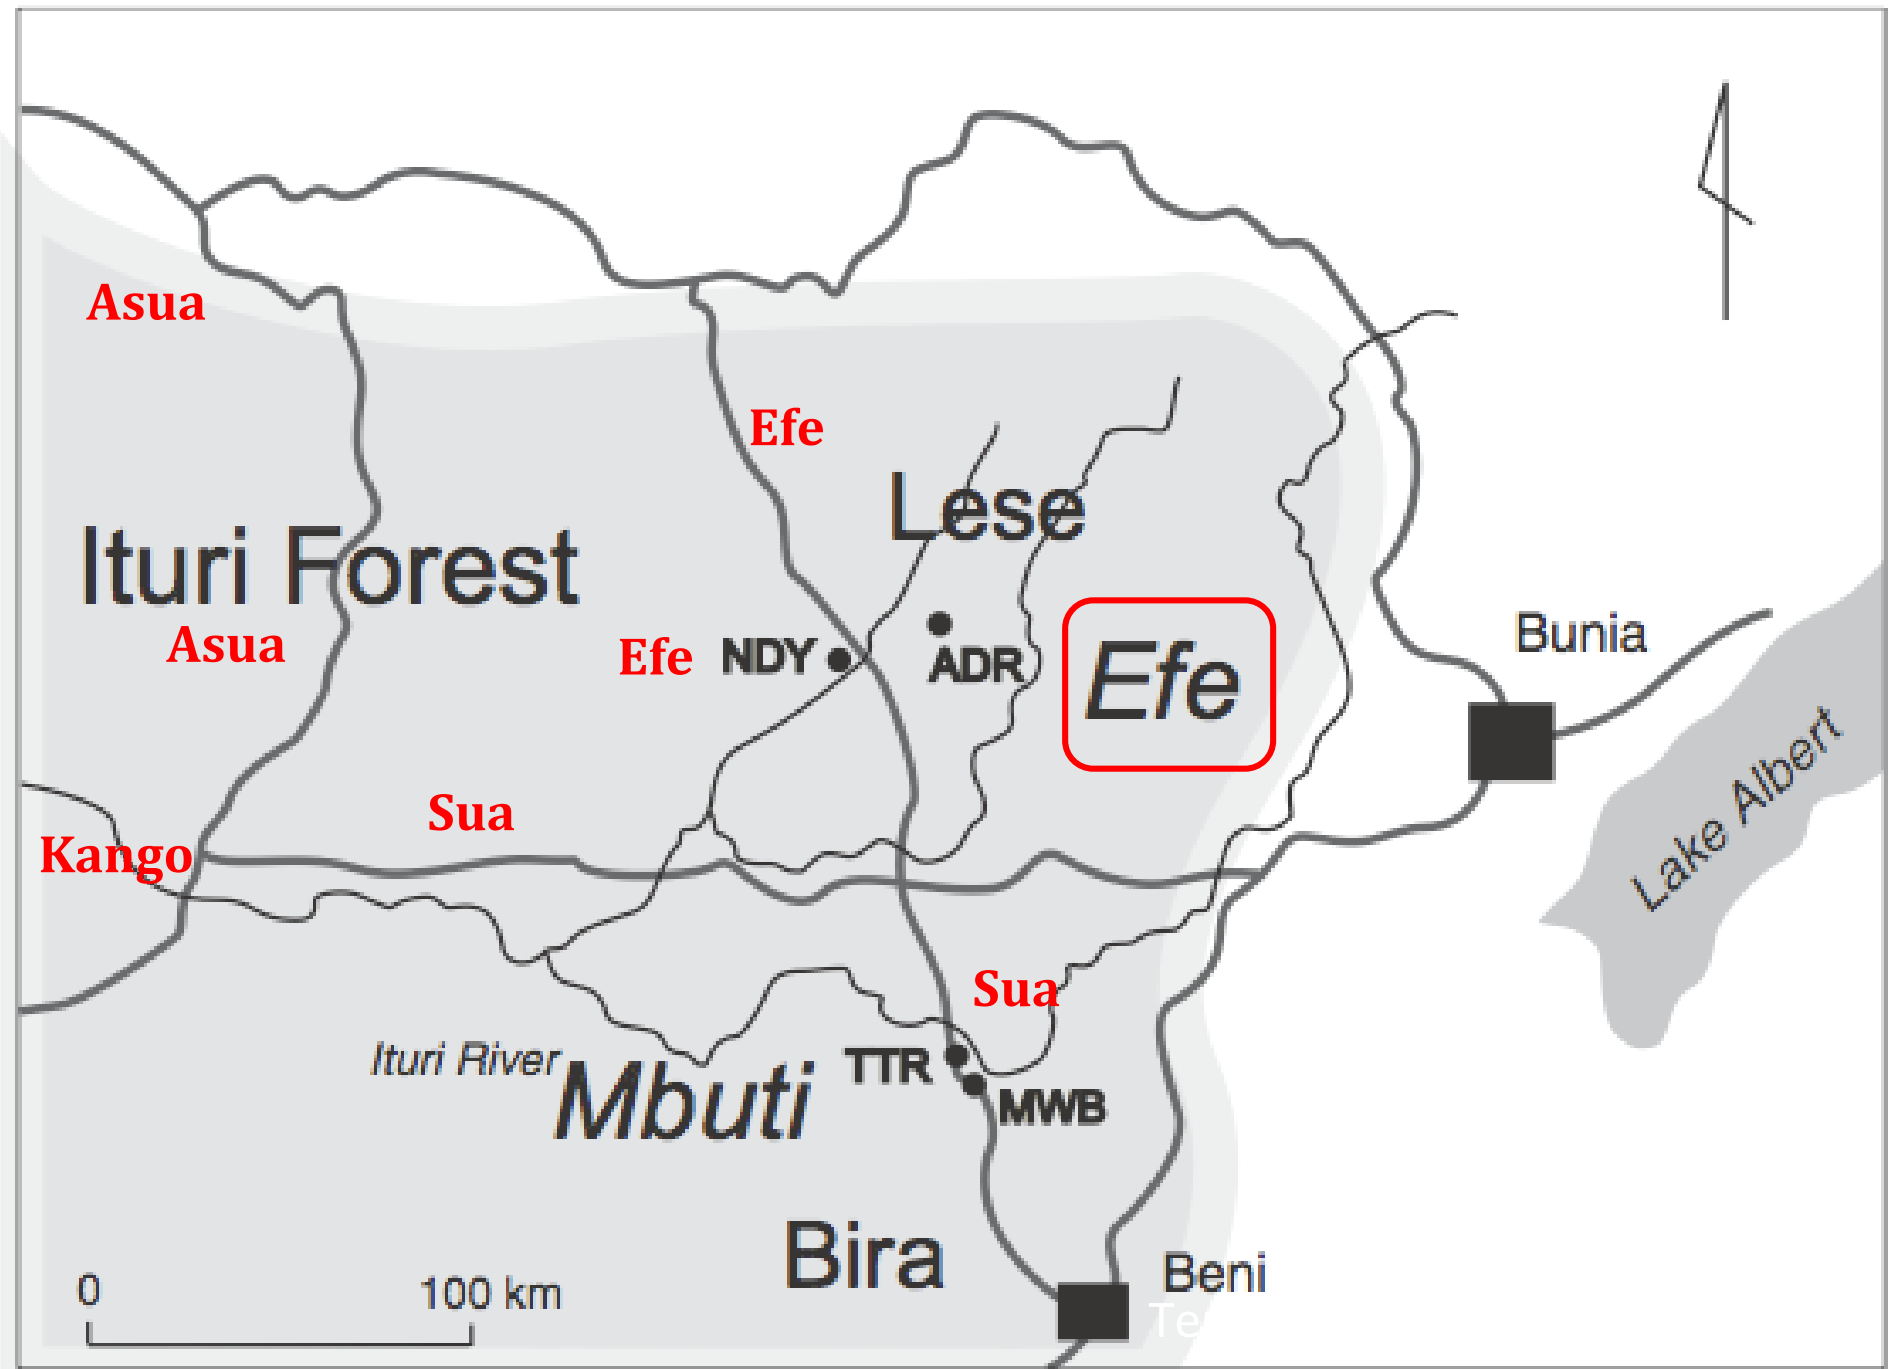 Asua
Efe
Lese
Ituri Forest
Asua
Efe
NDY
ADR
Efe
Bunia
Lake Albert
Sua
Kango
Sua
Ituri River
Mbuti
TTR
MWB
Bira
Beni
0
100 km